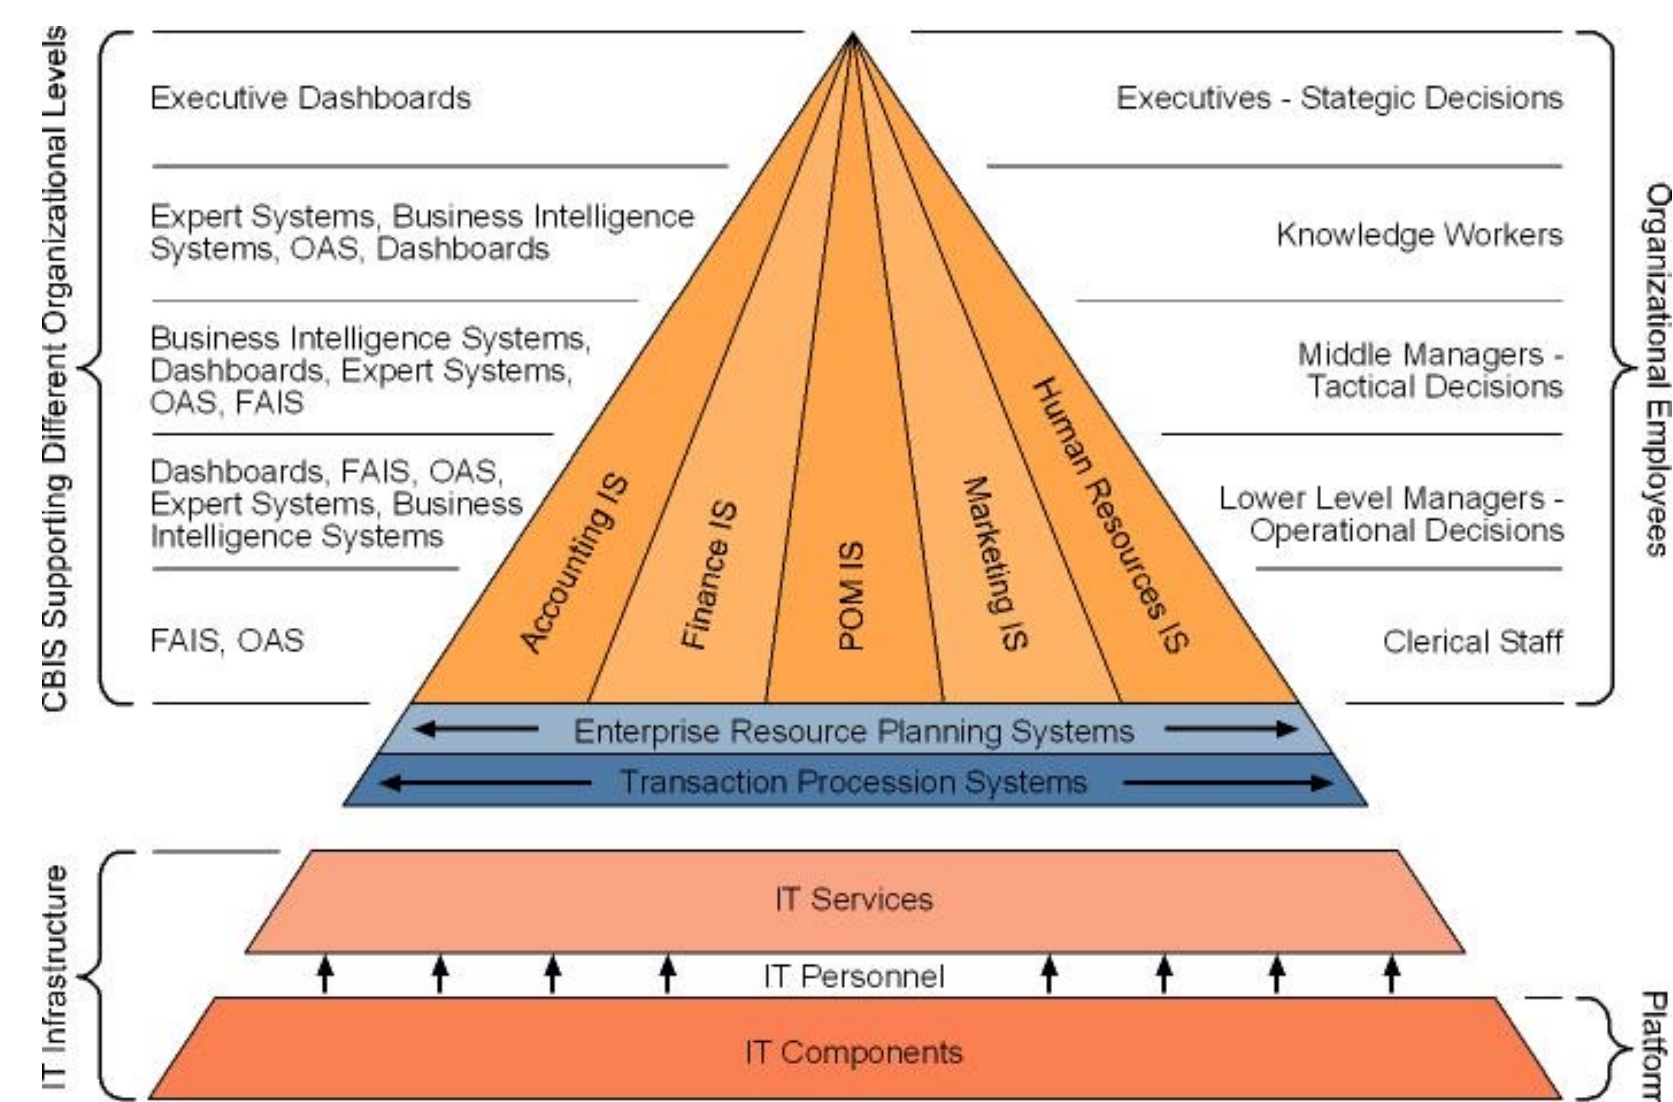 CBIS Supporting Different Organizational Levels
Executive Dashboards
Expert Systems, Business Intelligence
Systems, OAS, Dashboards
Business Intelligence Systems,
Dashboards, Expert Systems,
OAS, FAIS
Dashboards, FAIS, OAS,
Expert Systems, Business
Intelligence Systems
FAIS, OAS
Accounting IS
Finance IS
POM IS
Marketing IS
Human Resources IS
Executives - Stategic Decisions
Knowledge Workers
Middle Managers -
Tactical Decisions
Lower Level Managers -
Operational Decisions
Clerical Staff
Organizational Employees
Enterprise Resource Planning Systems
Transaction Procession Systems
IT Infrastructure
IT Services
IT Personnel
IT Components
Platform